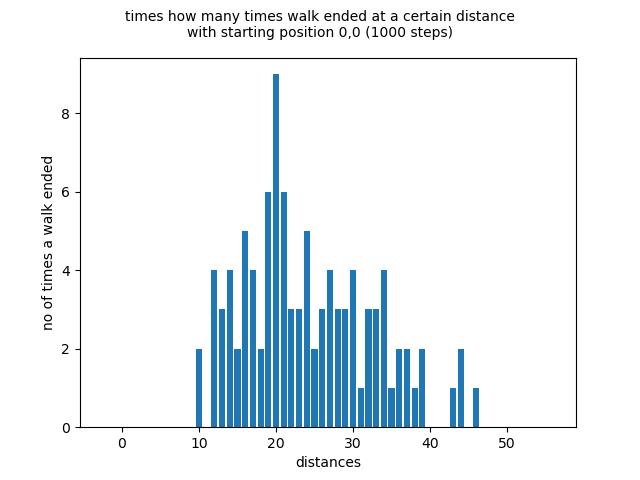 times how many times walk ended at a certain distance
with starting position 0,0 (1000 steps)
8
6
4
2
0
no of times a walk ended
0 10 20 30 40 50
distances